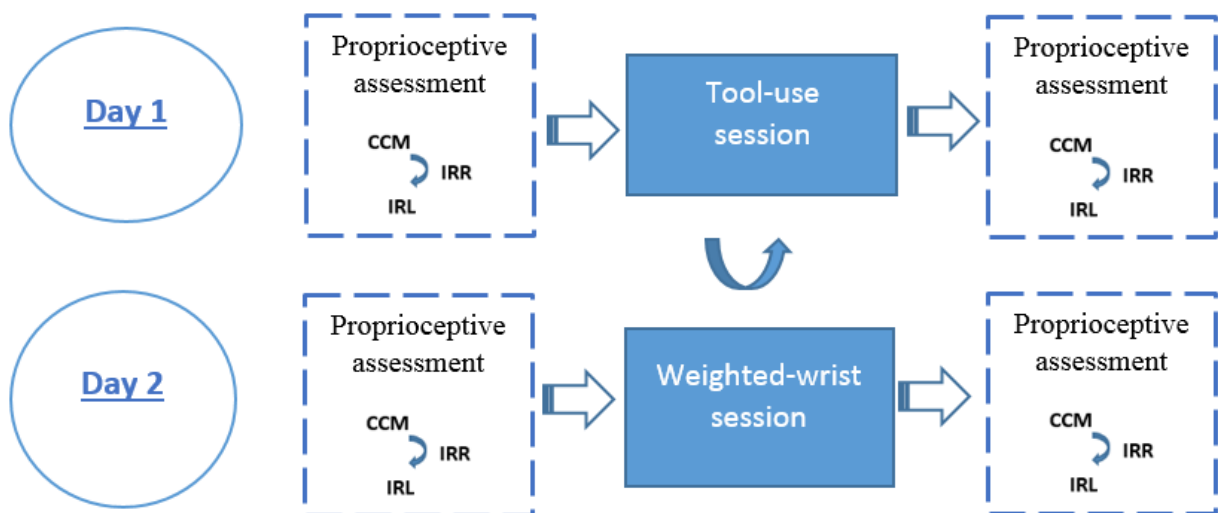 Day 1
Proprioceptive
assessment
CCM
IRR
IRL
Tool-use
session
Proprioceptive
assessment
CCM
IRR
IRL
Day 2
Proprioceptive
assessment
CCM
IRR
IRL
Weighted-wrist
session
Proprioceptive
assessment
CCM
IRR
IRL